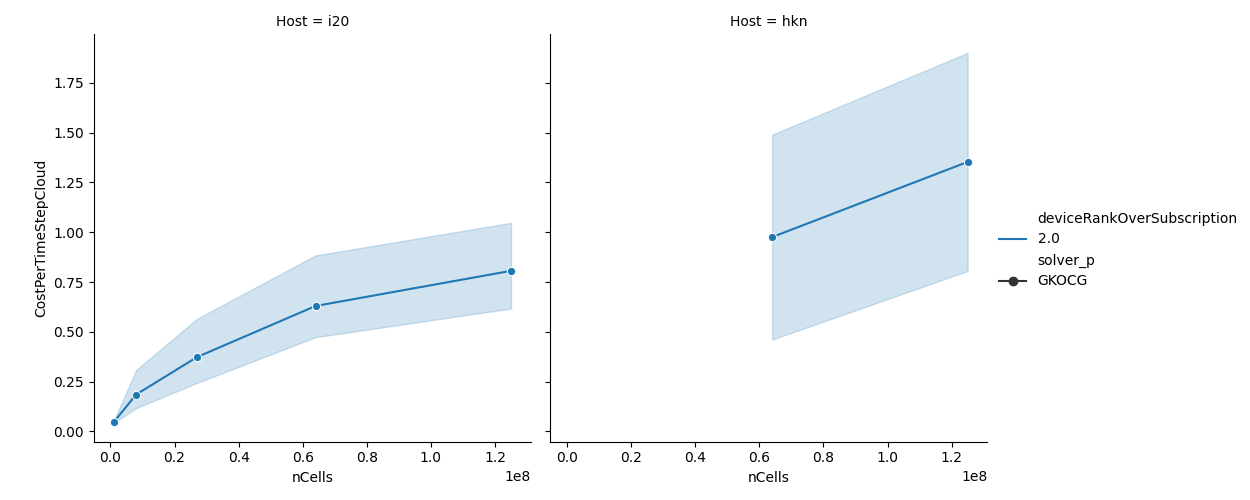 Host = i20
Host = hkn
1.75
1.50
1.25
1.00
0.75
0.50
0.25
0.00
CostPerTimeStepCloud
0.0 0.2 0.4 0.6 0.8 1.0 1.2
1e8
nCells
0.0 0.2 0.4 0.6 0.8 1.0 1.2
1e8
nCells
deviceRankOverSubscription
2.0
solver_p
GKOCG